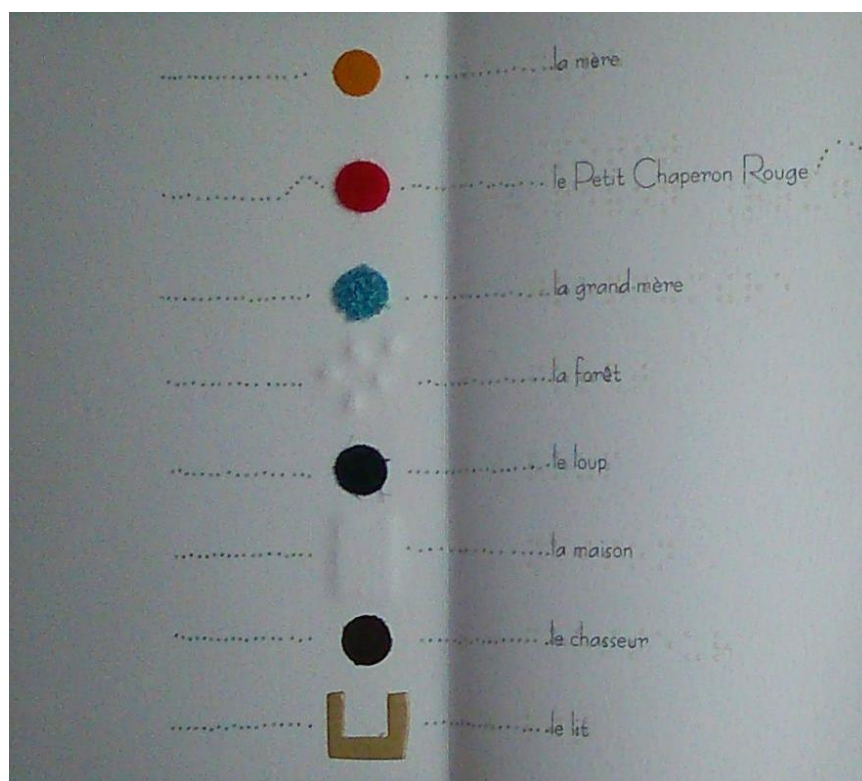 la mère
le Petit Chaperon Rouge
la grand-mère
la forêt
le loup
la maison
le chasseur
le lit